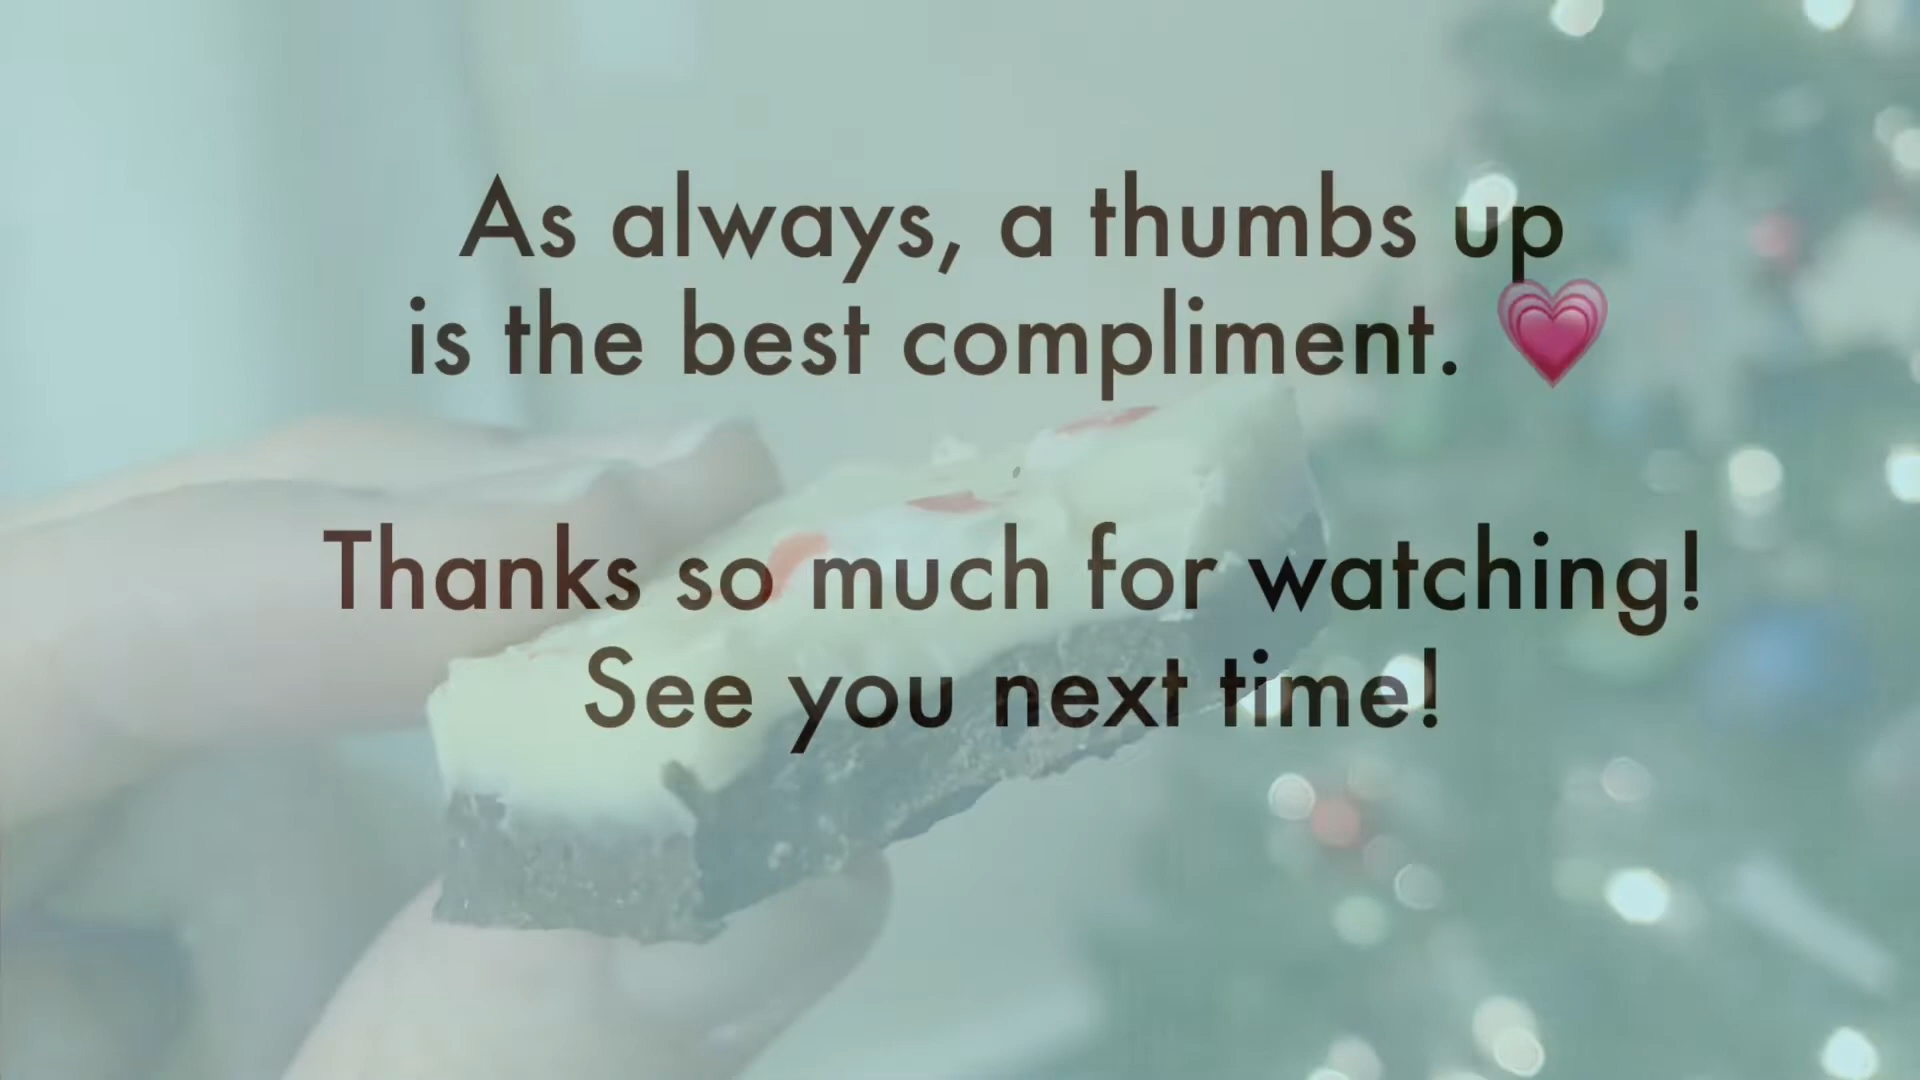 As always, a thumbs up
is the best compliment. 💗
Thanks so much for watching!
See you next time!